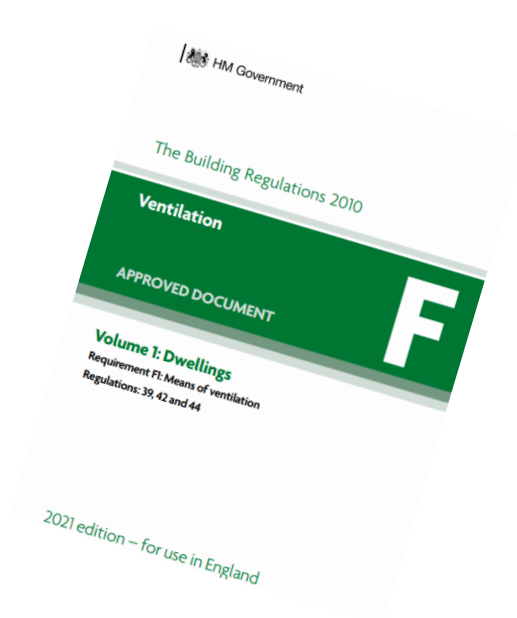 HM Government
The Building Regulations 2010
Ventilation
APPROVED DOCUMENT
F
Volume 1: Dwellings
Requirement F1: Means of ventilation
Regulations: 39, 42 and 44
2021 edition – for use in England